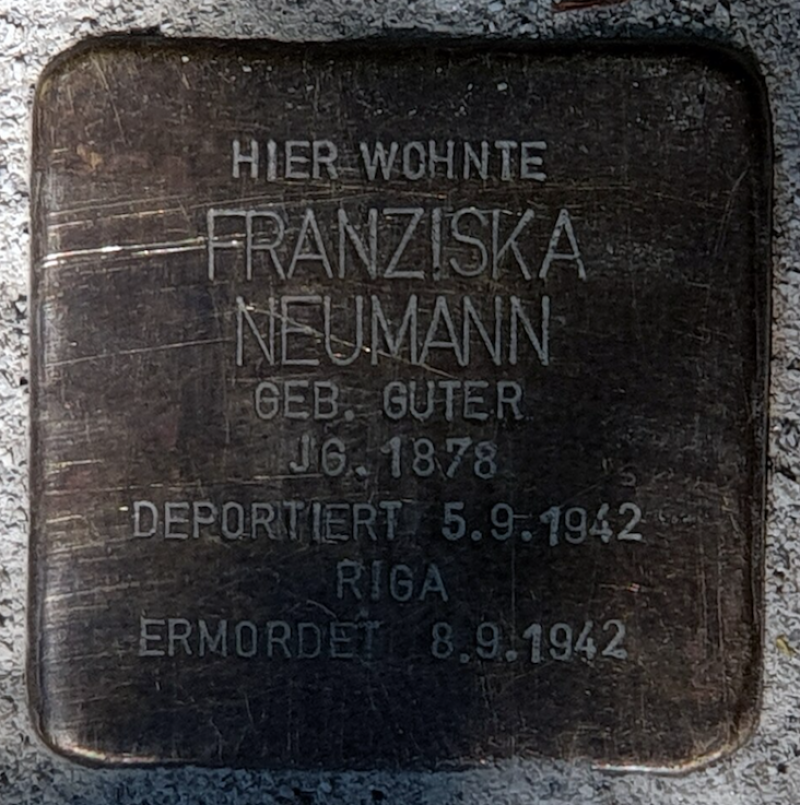 HIER WOHNTE
FRANZISKA
NEUMANN
GEB. GUTER
JG. 1878
DEPORTIERT 5.9.1942
RIGA
ERMORDET 8.9.1942